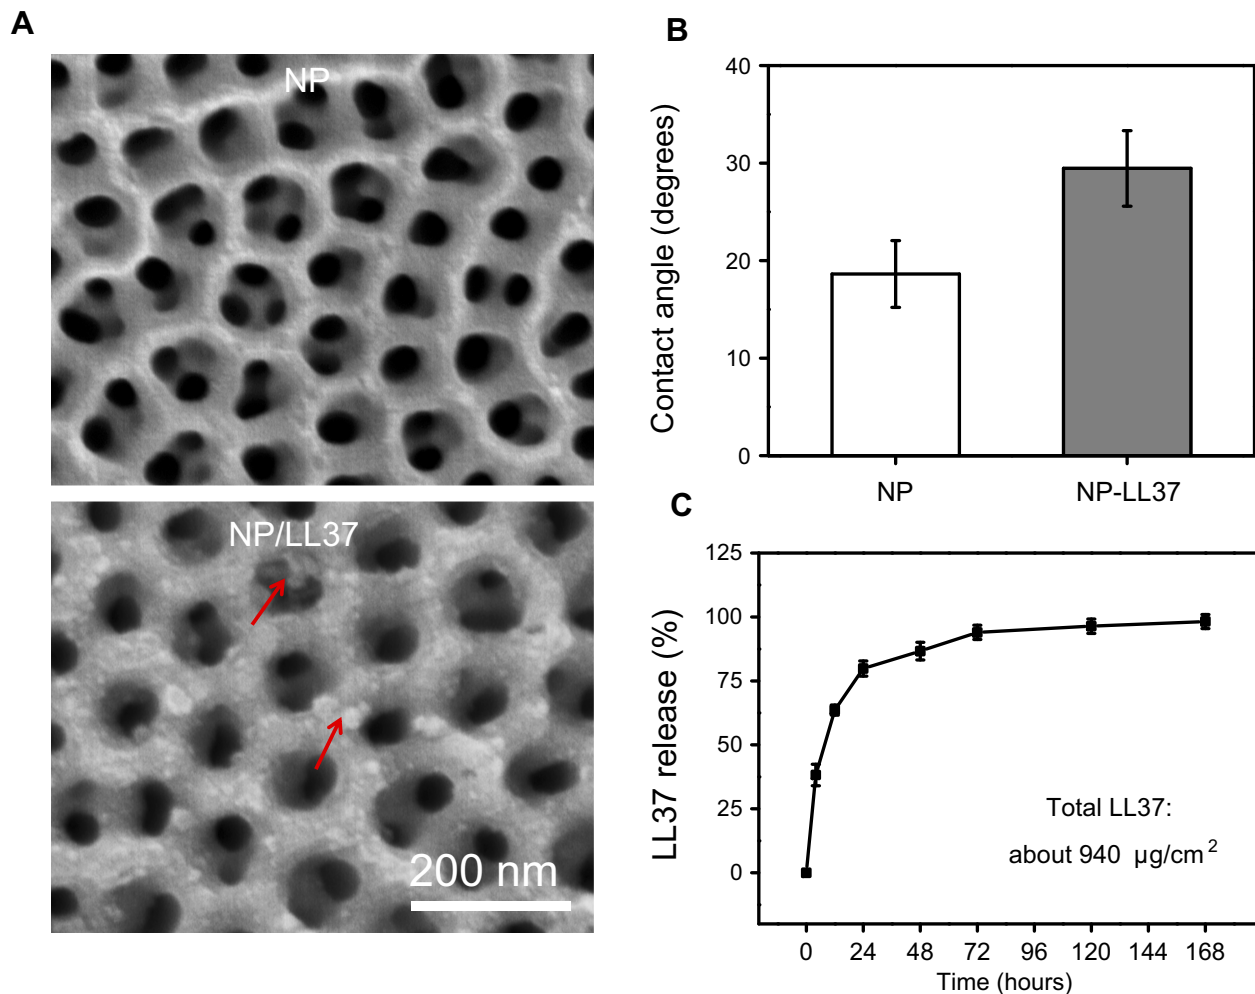 A
NP
NP/LL37
200 nm
B
Contact angle (degrees)
40
30
20
10
0
NP
NP-LL37
C
LL37 release (%)
125
100
75
50
25
0
Total LL37:
about 940 µg/cm²
0 24 48 72 96 120 144 168
Time (hours)